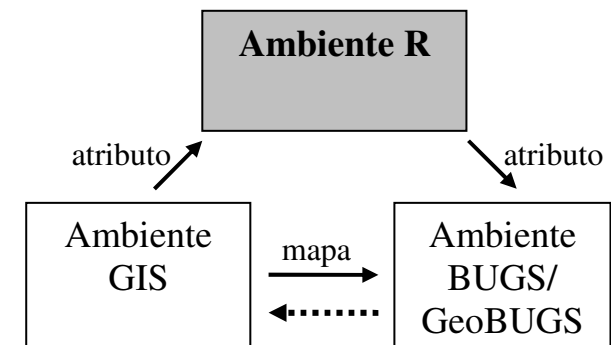 Ambiente R
atributo
atributo
Ambiente
GIS
mapa
Ambiente
BUGS/
GeoBUGS